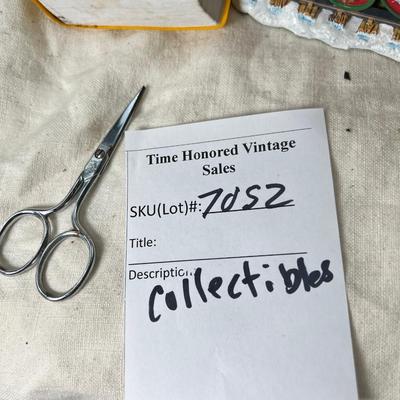 Time Honored Vintage
Sales
SKU(Lot)#: 7052
Title:
Description:
Collectibles